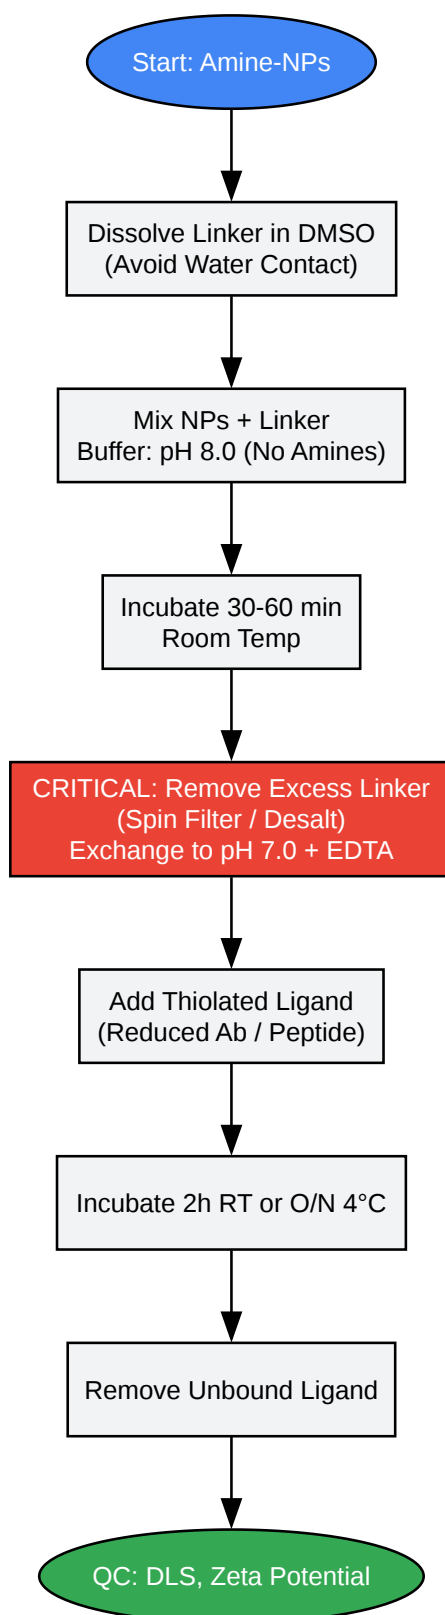 Start: Amine-NPs
Dissolve Linker in DMSO
(Avoid Water Contact)
Mix NPs + Linker
Buffer: pH 8.0 (No Amines)
Incubate 30-60 min
Room Temp
CRITICAL: Remove Excess Linker
(Spin Filter / Desalt)
Exchange to pH 7.0 + EDTA
Add Thiolated Ligand
(Reduced Ab / Peptide)
Incubate 2h RT or O/N 4°C
Remove Unbound Ligand
QC: DLS, Zeta Potential